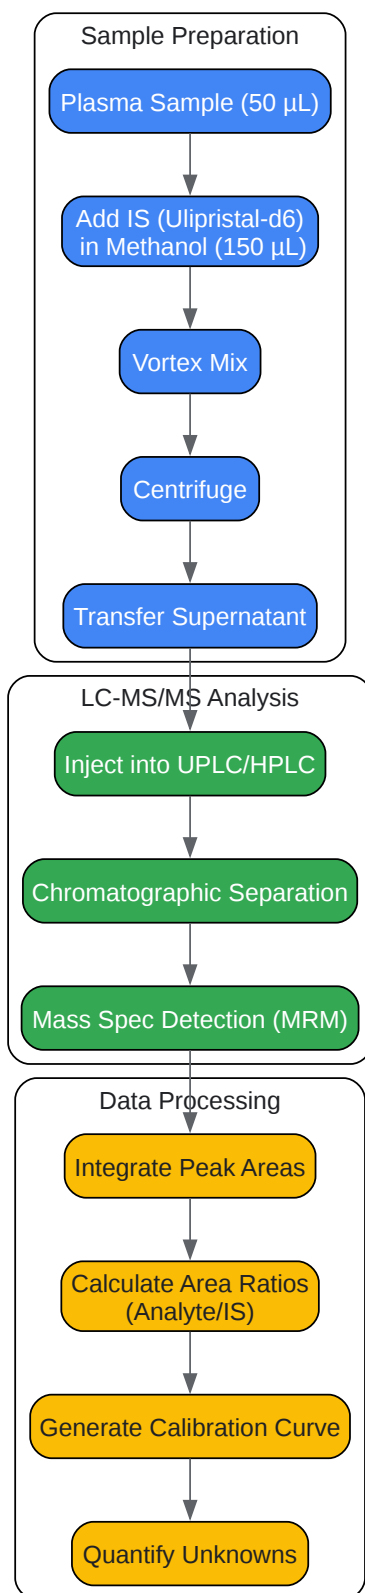 Sample Preparation
Plasma Sample (50 µL)
Add IS (Ulipristal-d6)
in Methanol (150 µL)
Vortex Mix
Centrifuge
Transfer Supernatant
LC-MS/MS Analysis
Inject into UPLC/HPLC
Chromatographic Separation
Mass Spec Detection (MRM)
Data Processing
Integrate Peak Areas
Calculate Area Ratios
(Analyte/IS)
Generate Calibration Curve
Quantify Unknowns